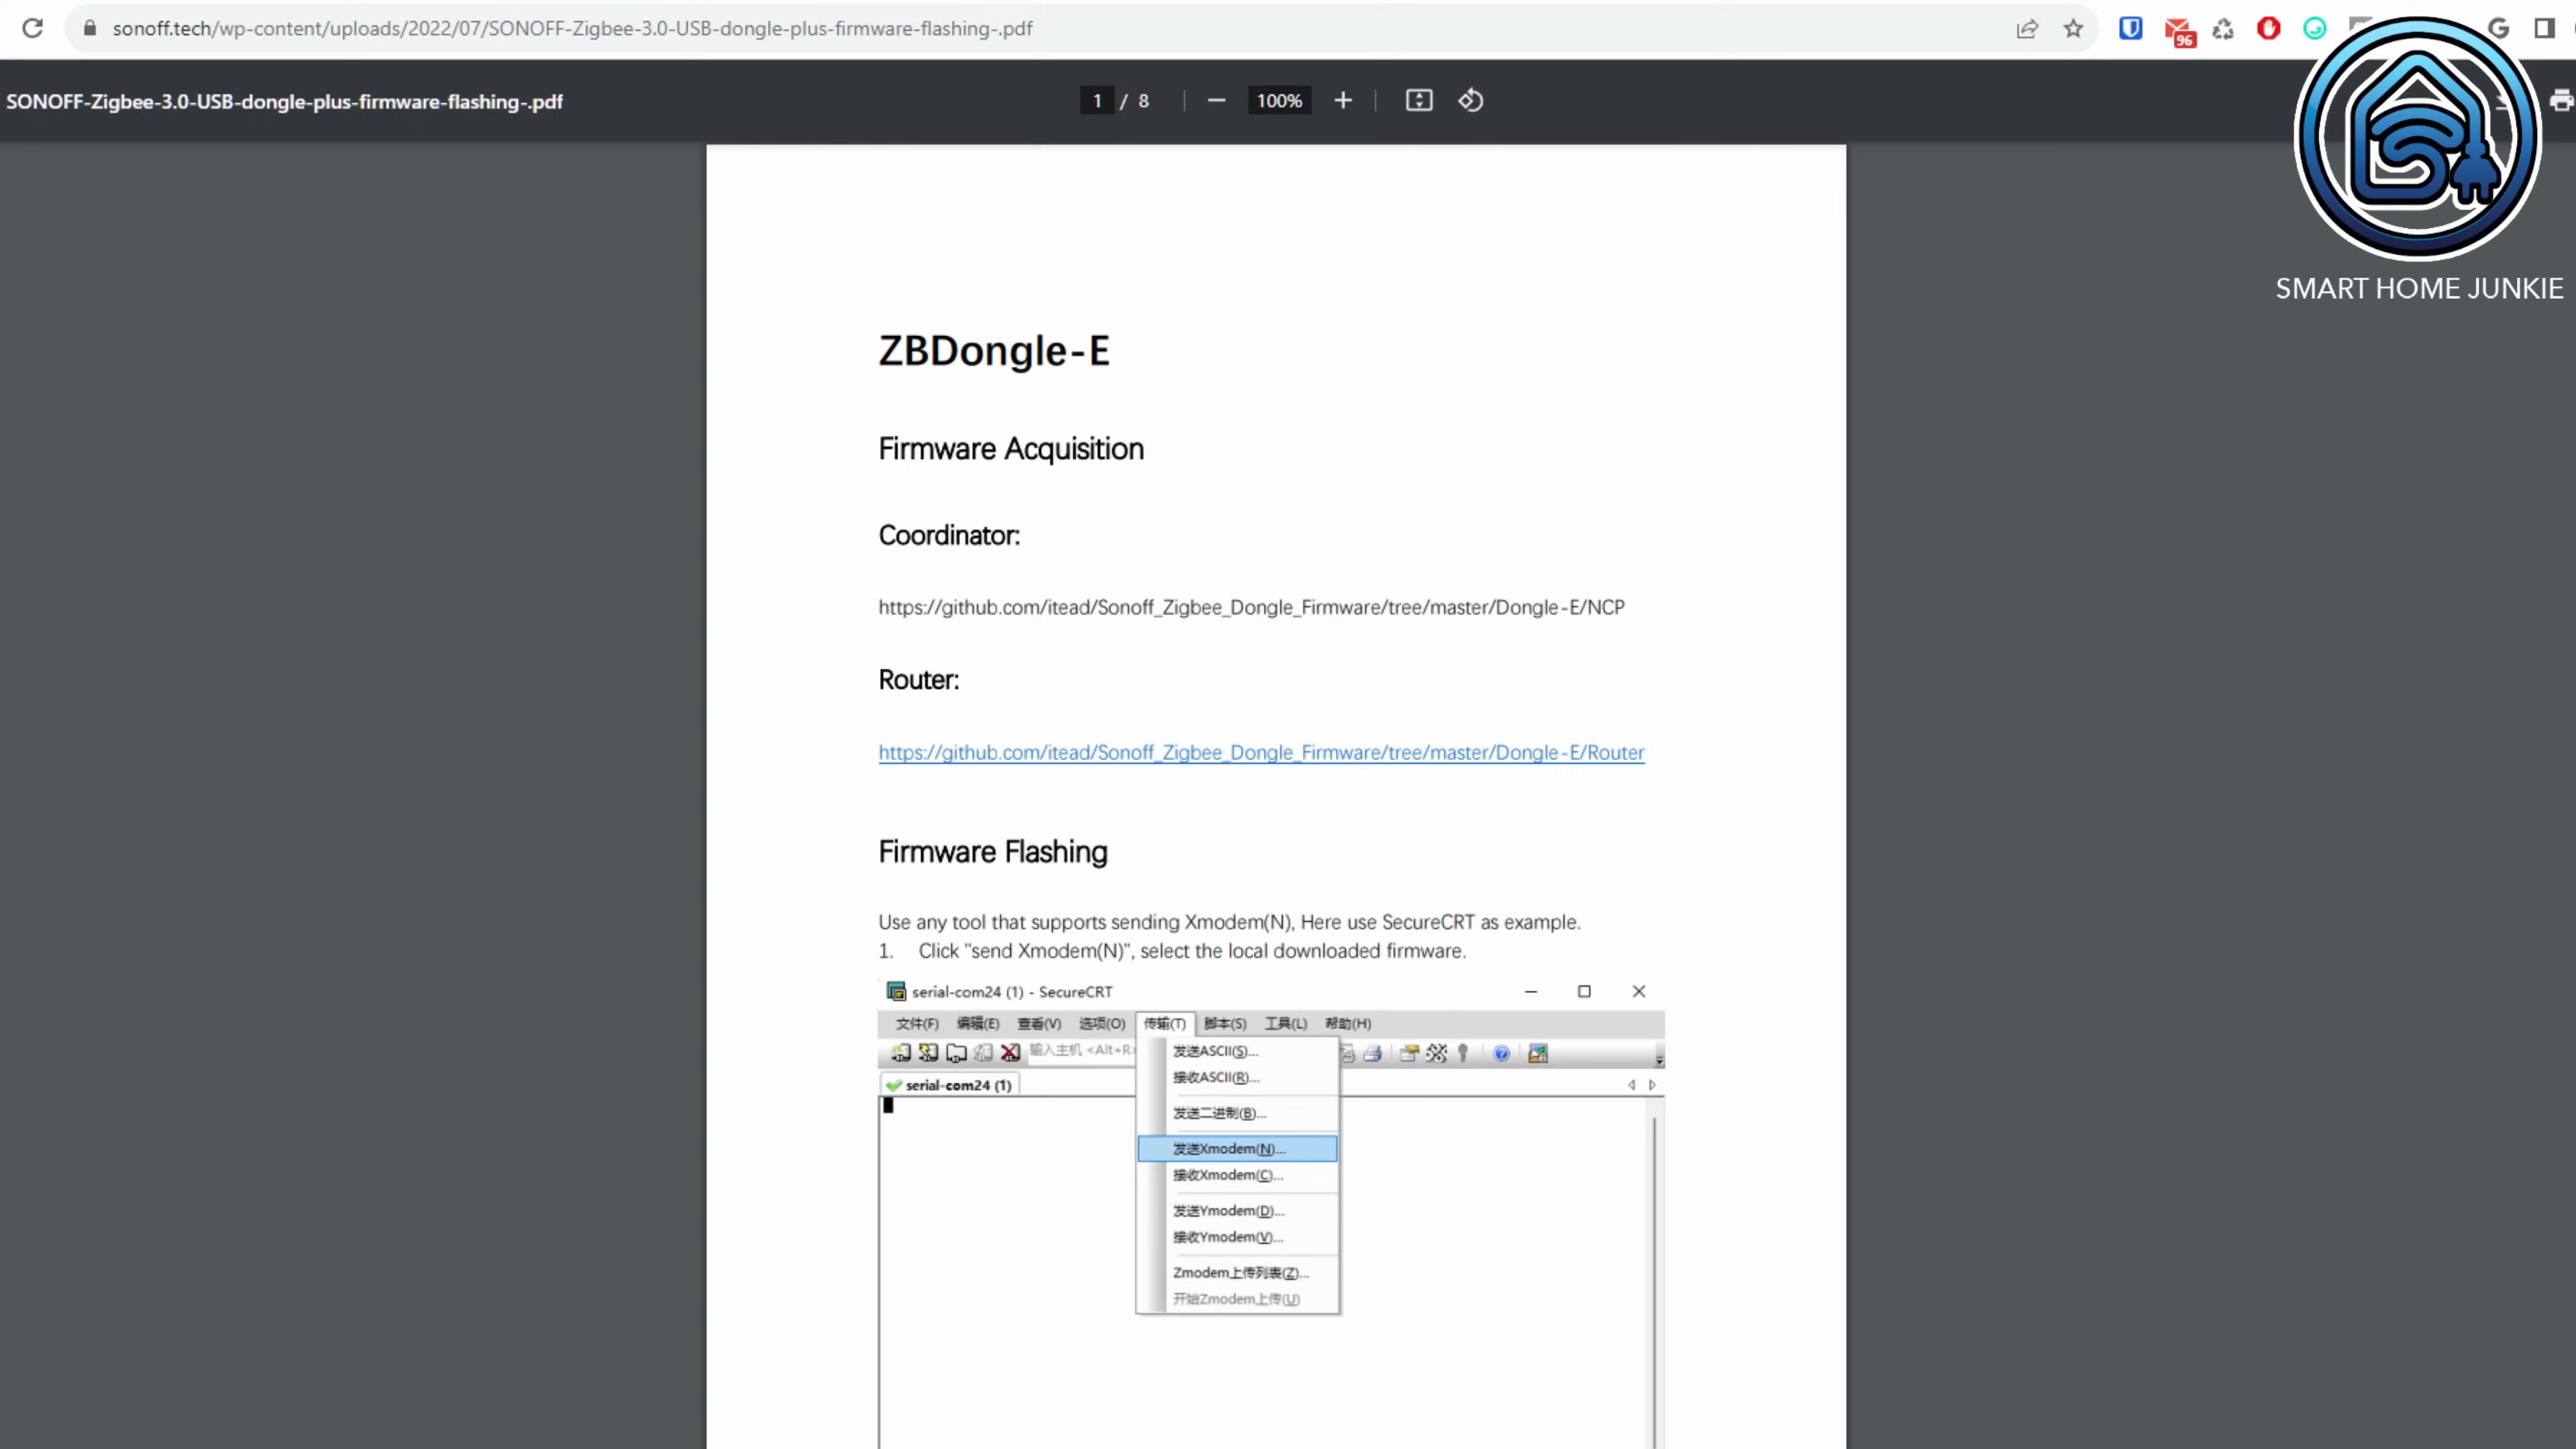 sonoff.tech/wp-content/uploads/2022/07/SONOFF-Zigbee-3.0-USB-dongle-plus-firmware-flashing-.pdf
96
G
SONOFF-Zigbee-3.0-USB-dongle-plus-firmware-flashing-.pdf
1 / 8
100%
SMART HOME JUNKIE
ZBDongle-E
Firmware Acquisition
Coordinator:
https://github.com/itead/Sonoff_Zigbee_Dongle_Firmware/tree/master/Dongle-E/NCP
Router:
https://github.com/itead/Sonoff_Zigbee_Dongle_Firmware/tree/master/Dongle-E/Router
Firmware Flashing
Use any tool that supports sending Xmodem(N), Here use SecureCRT as example.
1. Click "send Xmodem(N)", select the local downloaded firmware.
serial-com24 (1) - SecureCRT
文件(F) 编辑(E) 查看(V) 选项(O) 传输(T) 脚本(S) 工具(L) 帮助(H)
输入主机 <Alt+R>
serial-com24 (1)
发送ASCII(S)...
接收ASCII(R)...
发送二进制(B)...
发送Xmodem(N)...
接收Xmodem(C)...
发送Ymodem(D)...
接收Ymodem(V)...
Zmodem上传列表(Z)...
开始Zmodem上传(U)